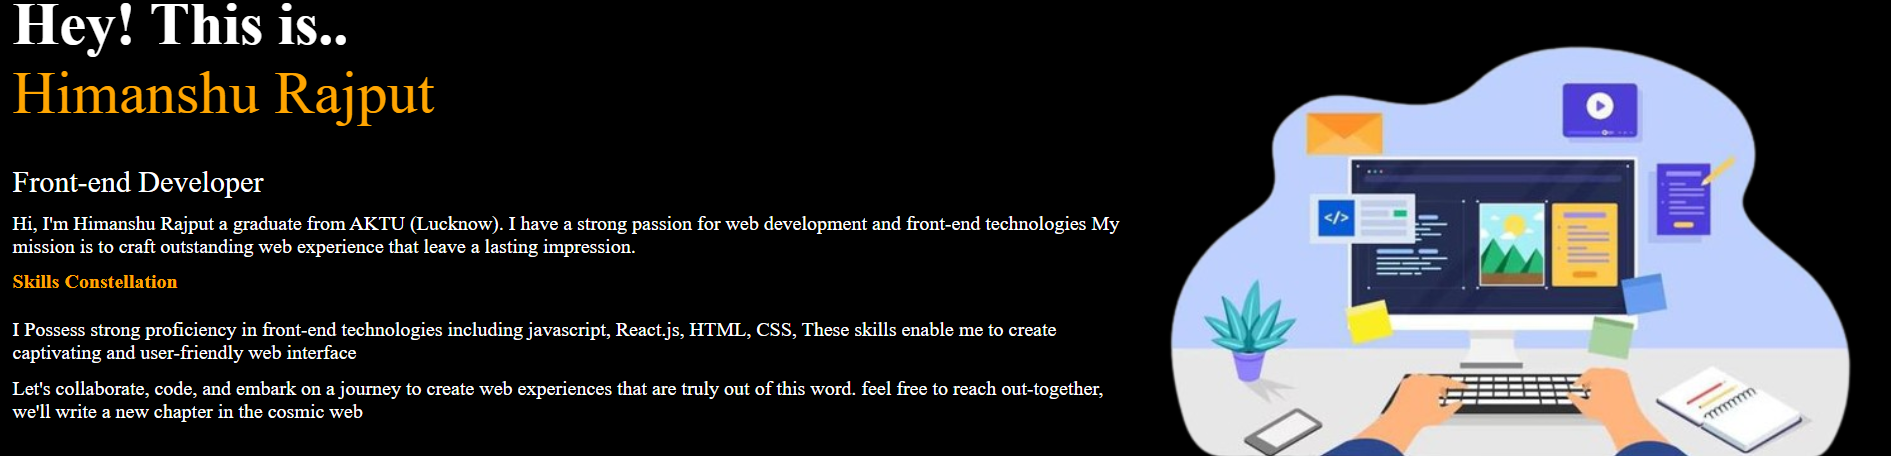 Hey! This is..
Himanshu Rajput
Front-end Developer
Hi, I'm Himanshu Rajput a graduate from AKTU (Lucknow). I have a strong passion for web development and front-end technologies My
mission is to craft outstanding web experience that leave a lasting impression.
Skills Constellation
I Possess strong proficiency in front-end technologies including javascript, React.js, HTML, CSS, These skills enable me to create
captivating and user-friendly web interface
Let's collaborate, code, and embark on a journey to create web experiences that are truly out of this word. feel free to reach out-together,
we'll write a new chapter in the cosmic web